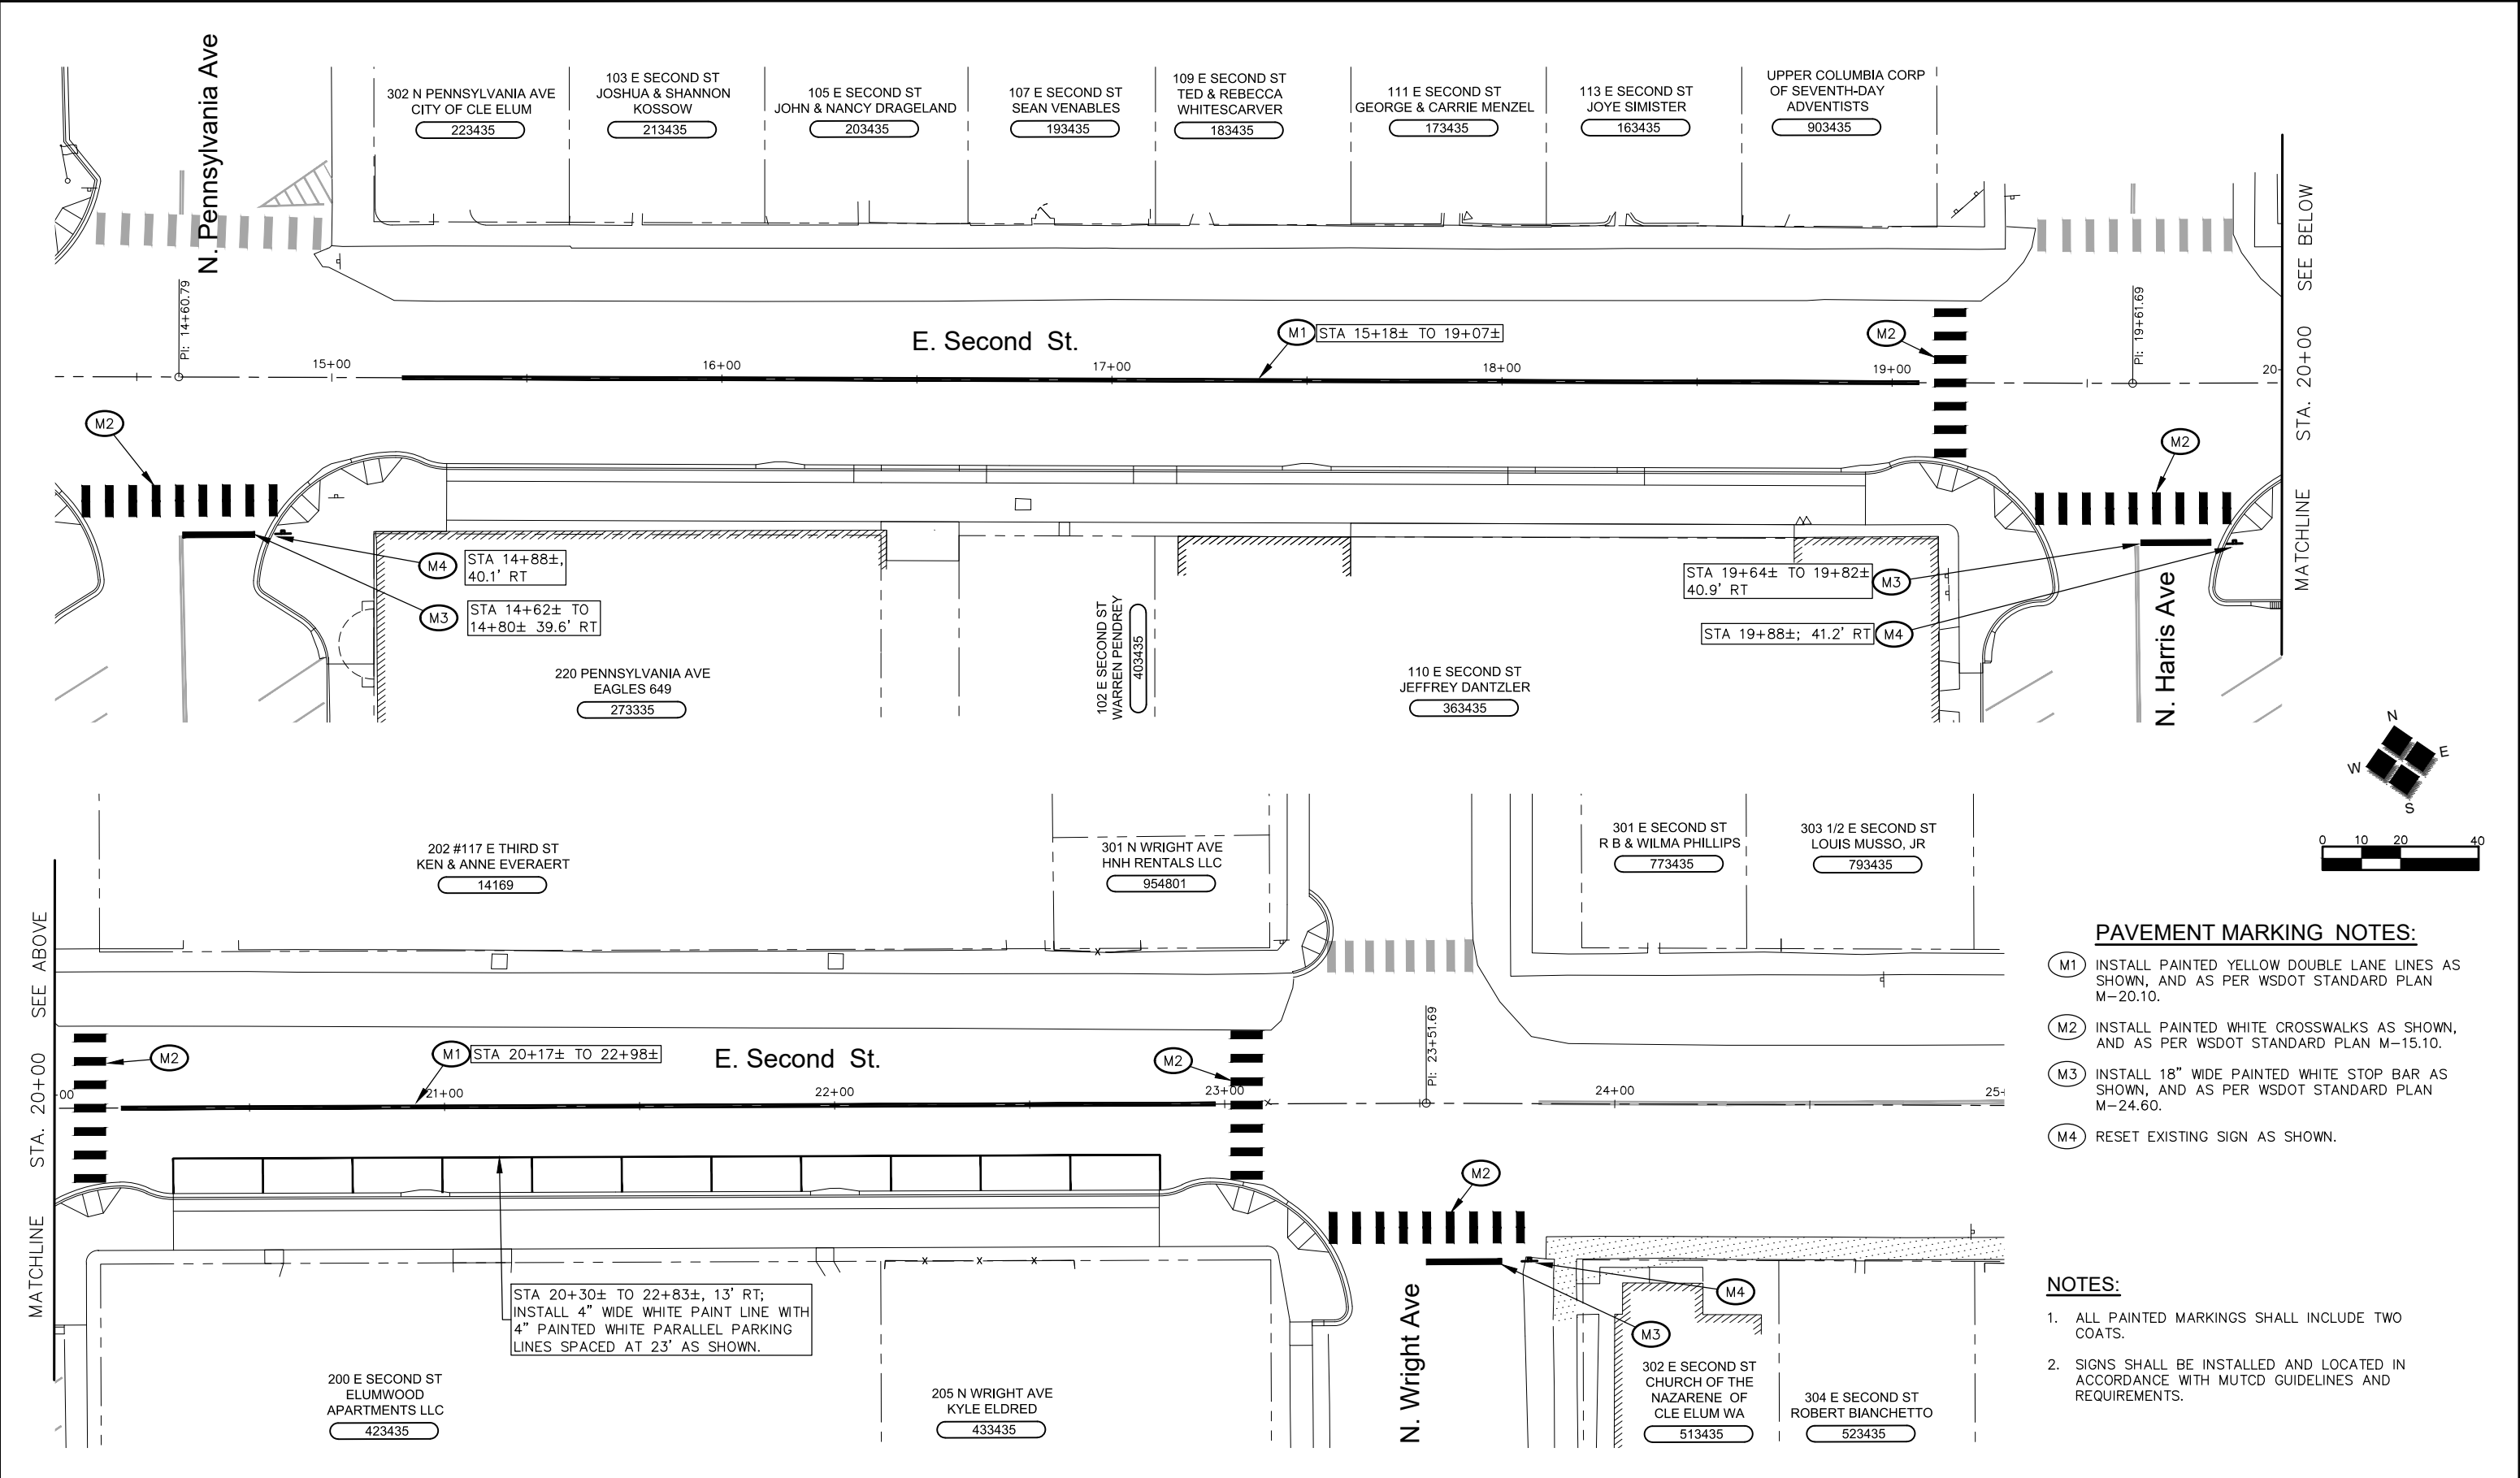 N. Pennsylvania Ave
302 N PENNSYLVANIA AVE
CITY OF CLE ELUM
223435
103 E SECOND ST
JOSHUA & SHANNON
KOSSOW
213435
105 E SECOND ST
JOHN & NANCY DRAGELAND
203435
107 E SECOND ST
SEAN VENABLES
193435
109 E SECOND ST
TED & REBECCA
WHITESCARVER
183435
111 E SECOND ST
GEORGE & CARRIE MENZEL
173435
113 E SECOND ST
JOYE SIMISTER
163435
UPPER COLUMBIA CORP
OF SEVENTH-DAY
ADVENTISTS
903435
MATCHLINE STA. 20+00 SEE BELOW
PI: 14+60.79
PI: 19+61.69
E. Second St.
M1 STA 15+18± TO 19+07±
M2
15+00
16+00
17+00
18+00
19+00
20-
M2
M2
M4 STA 14+88±,
40.1' RT
M3 STA 14+62± TO
14+80± 39.6' RT
STA 19+64± TO 19+82± M3
40.9' RT
STA 19+88±; 41.2' RT M4
220 PENNSYLVANIA AVE
EAGLES 649
273335
102 E SECOND ST
WARREN PENDREY
403435
110 E SECOND ST
JEFFREY DANTZLER
363435
N. Harris Ave
N
E
W
S
0 10 20 40
202 #117 E THIRD ST
KEN & ANNE EVERAERT
14169
301 N WRIGHT AVE
HNH RENTALS LLC
954801
301 E SECOND ST
R B & WILMA PHILLIPS
773435
303 1/2 E SECOND ST
LOUIS MUSSO, JR
793435
MATCHLINE STA. 20+00 SEE ABOVE
M2
M1 STA 20+17± TO 22+98±
E. Second St.
M2
PI: 23+51.69
00
21+00
22+00
23+00
24+00
25+
x
x
x x x
M2
STA 20+30± TO 22+83±, 13' RT;
INSTALL 4" WIDE WHITE PAINT LINE WITH
4" PAINTED WHITE PARALLEL PARKING
LINES SPACED AT 23' AS SHOWN.
M4
M3
200 E SECOND ST
ELUMWOOD
APARTMENTS LLC
423435
205 N WRIGHT AVE
KYLE ELDRED
433435
N. Wright Ave
302 E SECOND ST
CHURCH OF THE
NAZARENE OF
CLE ELUM WA
513435
304 E SECOND ST
ROBERT BIANCHETTO
523435
PAVEMENT MARKING NOTES:
M1 INSTALL PAINTED YELLOW DOUBLE LANE LINES AS
SHOWN, AND AS PER WSDOT STANDARD PLAN
M-20.10.
M2 INSTALL PAINTED WHITE CROSSWALKS AS SHOWN,
AND AS PER WSDOT STANDARD PLAN M-15.10.
M3 INSTALL 18" WIDE PAINTED WHITE STOP BAR AS
SHOWN, AND AS PER WSDOT STANDARD PLAN
M-24.60.
M4 RESET EXISTING SIGN AS SHOWN.
NOTES:
1. ALL PAINTED MARKINGS SHALL INCLUDE TWO
COATS.
2. SIGNS SHALL BE INSTALLED AND LOCATED IN
ACCORDANCE WITH MUTCD GUIDELINES AND
REQUIREMENTS.